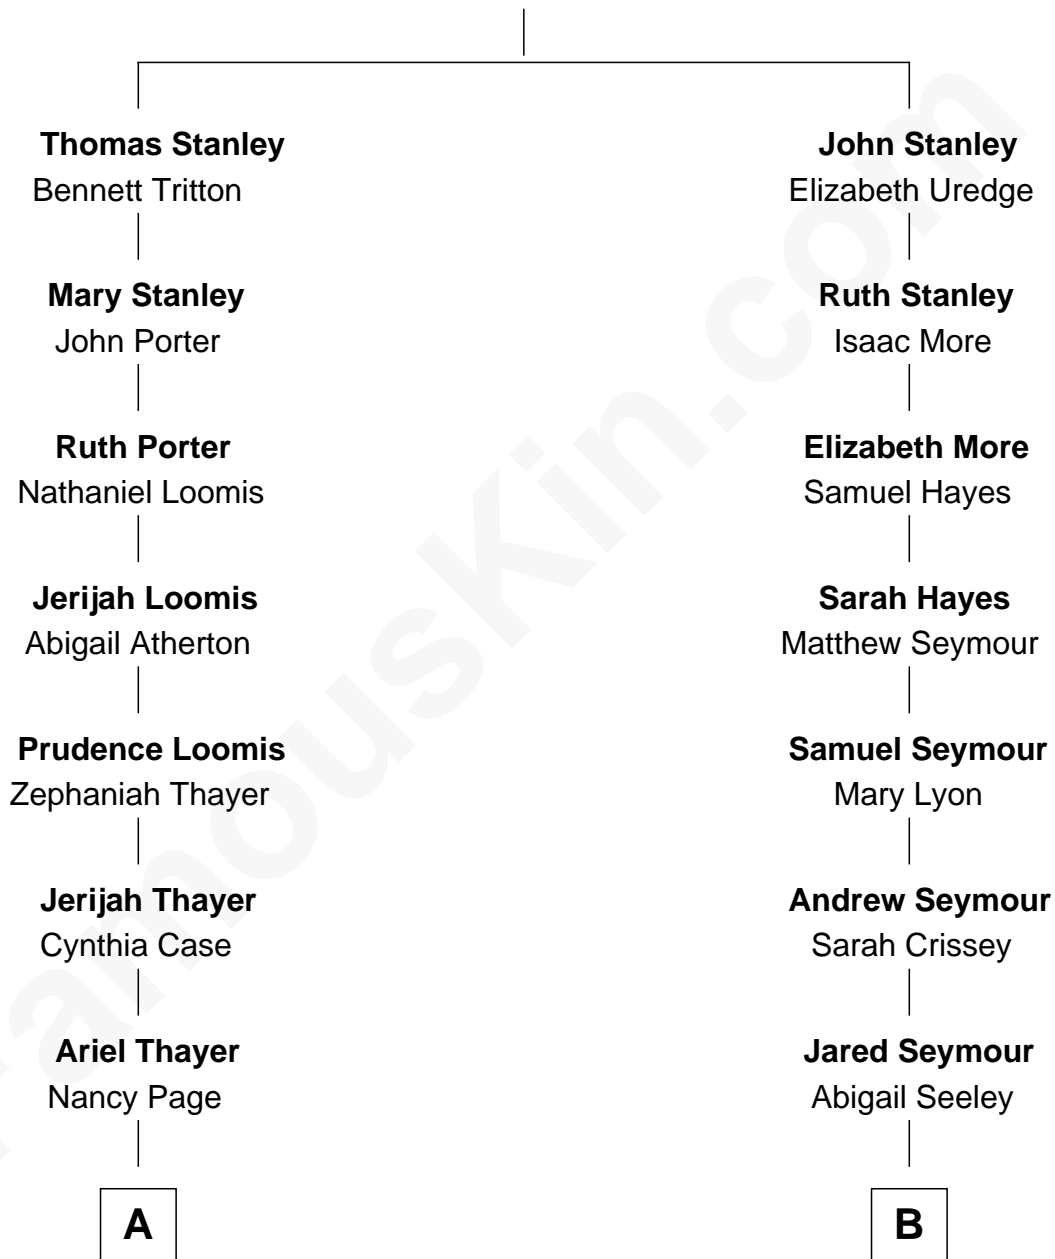 Thomas Stanley
Bennett Tritton
Mary Stanley
John Porter
Ruth Porter
Nathaniel Loomis
Jerijah Loomis
Abigail Atherton
Prudence Loomis
Zephaniah Thayer
Jerijah Thayer
Cynthia Case
Ariel Thayer
Nancy Page
A
John Stanley
Elizabeth Uredge
Ruth Stanley
Isaac More
Elizabeth More
Samuel Hayes
Sarah Hayes
Matthew Seymour
Samuel Seymour
Mary Lyon
Andrew Seymour
Sarah Crissey
Jared Seymour
Abigail Seeley
B
FamousKin.com